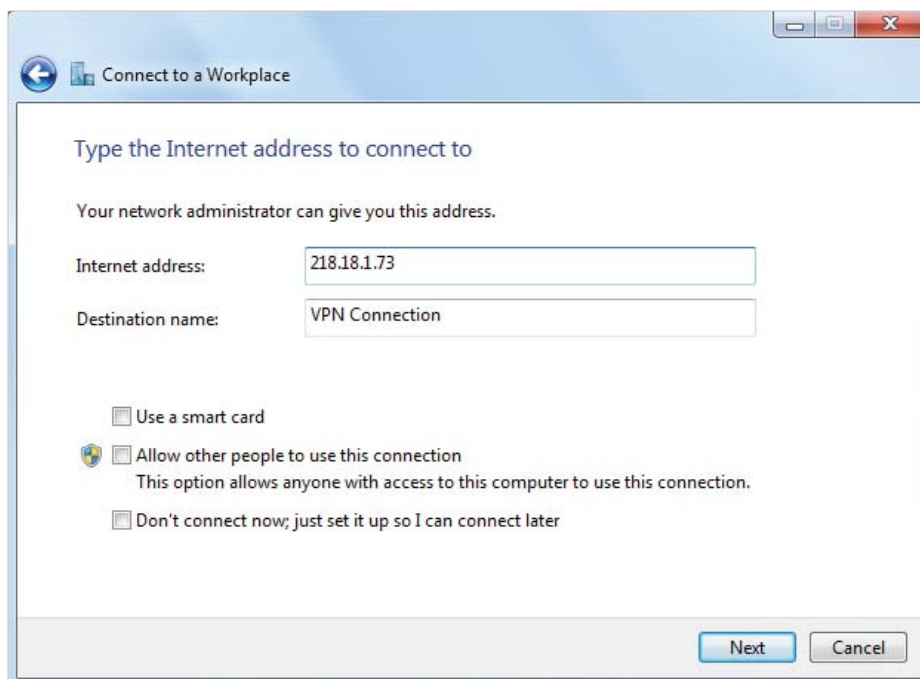 Connect to a Workplace
Type the Internet address to connect to
Your network administrator can give you this address.
Internet address: 218.18.1.73
Destination name: VPN Connection
Use a smart card
Allow other people to use this connection
This option allows anyone with access to this computer to use this connection.
Don't connect now; just set it up so I can connect later
Next Cancel